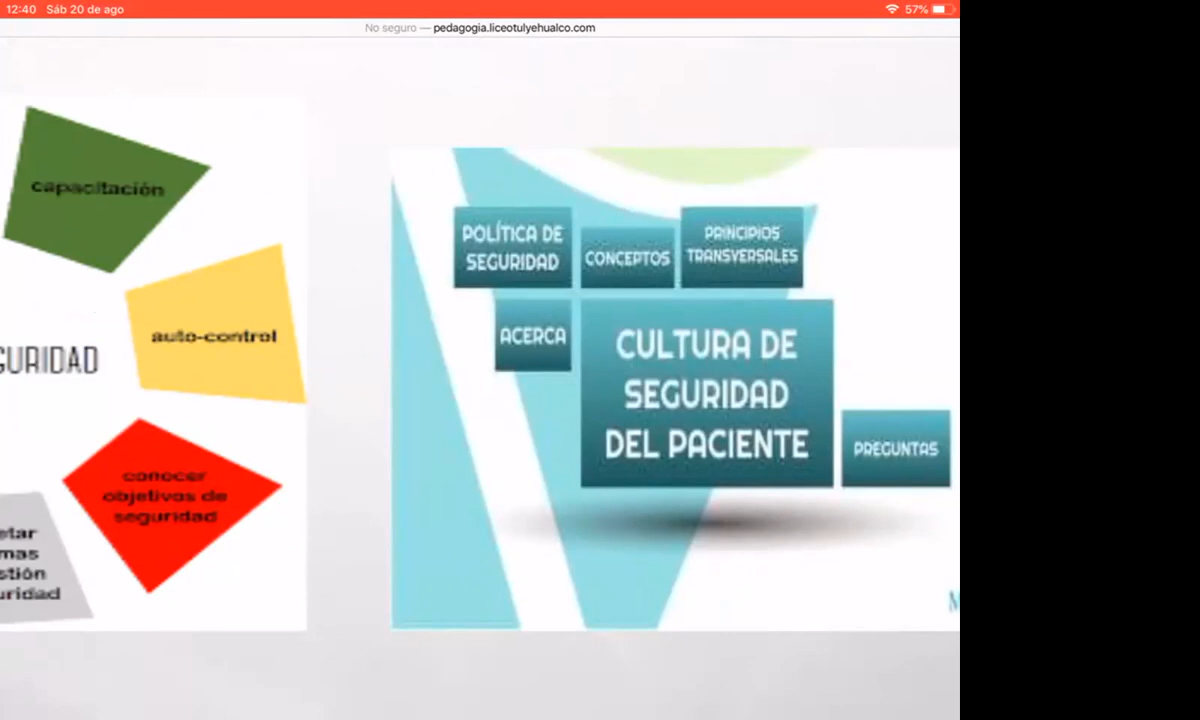 12:40 Sáb 20 de ago
57%
No seguro — pedagogia.liceotulyehualco.com
capacitación
auto-control
GURIDAD
conocer
objetivos de
seguridad
etar
mas
stión
uridad
POLÍTICA DE
SEGURIDAD
CONCEPTOS
PRINCIPIOS
TRANSVERSALES
ACERCA
CULTURA DE
SEGURIDAD
DEL PACIENTE
PREGUNTAS
M